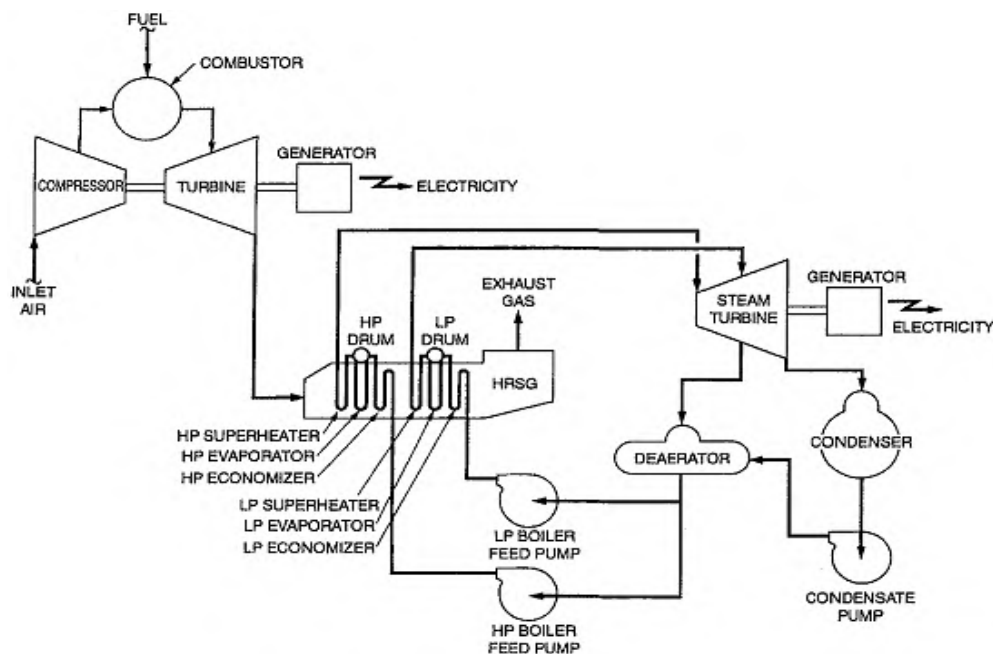 FUEL
COMBUSTOR
COMPRESSOR
TURBINE
GENERATOR
ELECTRICITY
INLET
AIR
EXHAUST
GAS
HP
DRUM
LP
DRUM
HRSG
STEAM
TURBINE
GENERATOR
ELECTRICITY
HP SUPERHEATER
HP EVAPORATOR
HP ECONOMIZER
LP SUPERHEATER
LP EVAPORATOR
LP ECONOMIZER
DEAERATOR
CONDENSER
LP BOILER
FEED PUMP
HP BOILER
FEED PUMP
CONDENSATE
PUMP